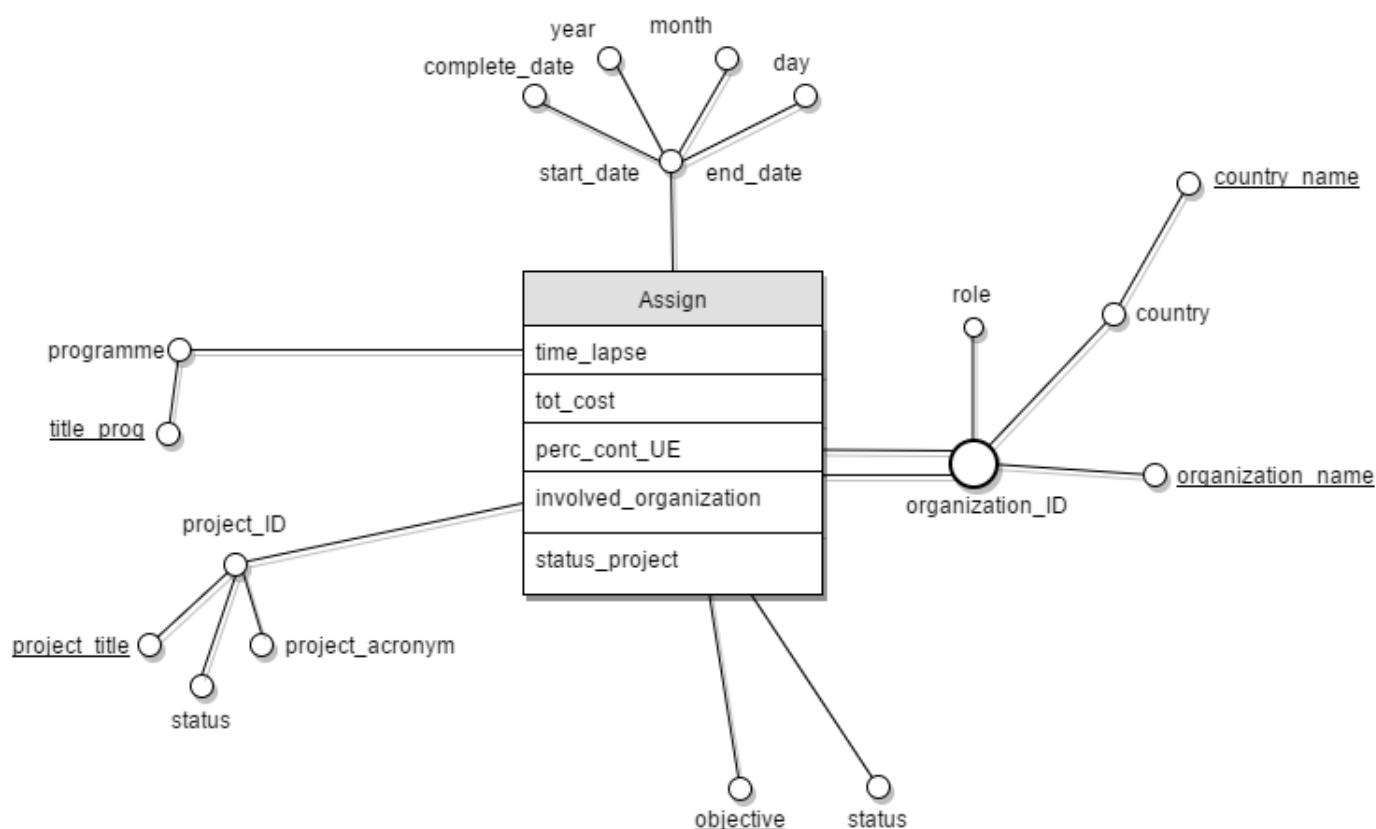 year
month
complete_date
day
start_date
end_date
country_name
Assign
role
country
programme
time_lapse
tot_cost
title_prog
perc_cont_UE
organization_name
involved_organization
organization_ID
project_ID
status_project
project_title
project_acronym
status
objective
status